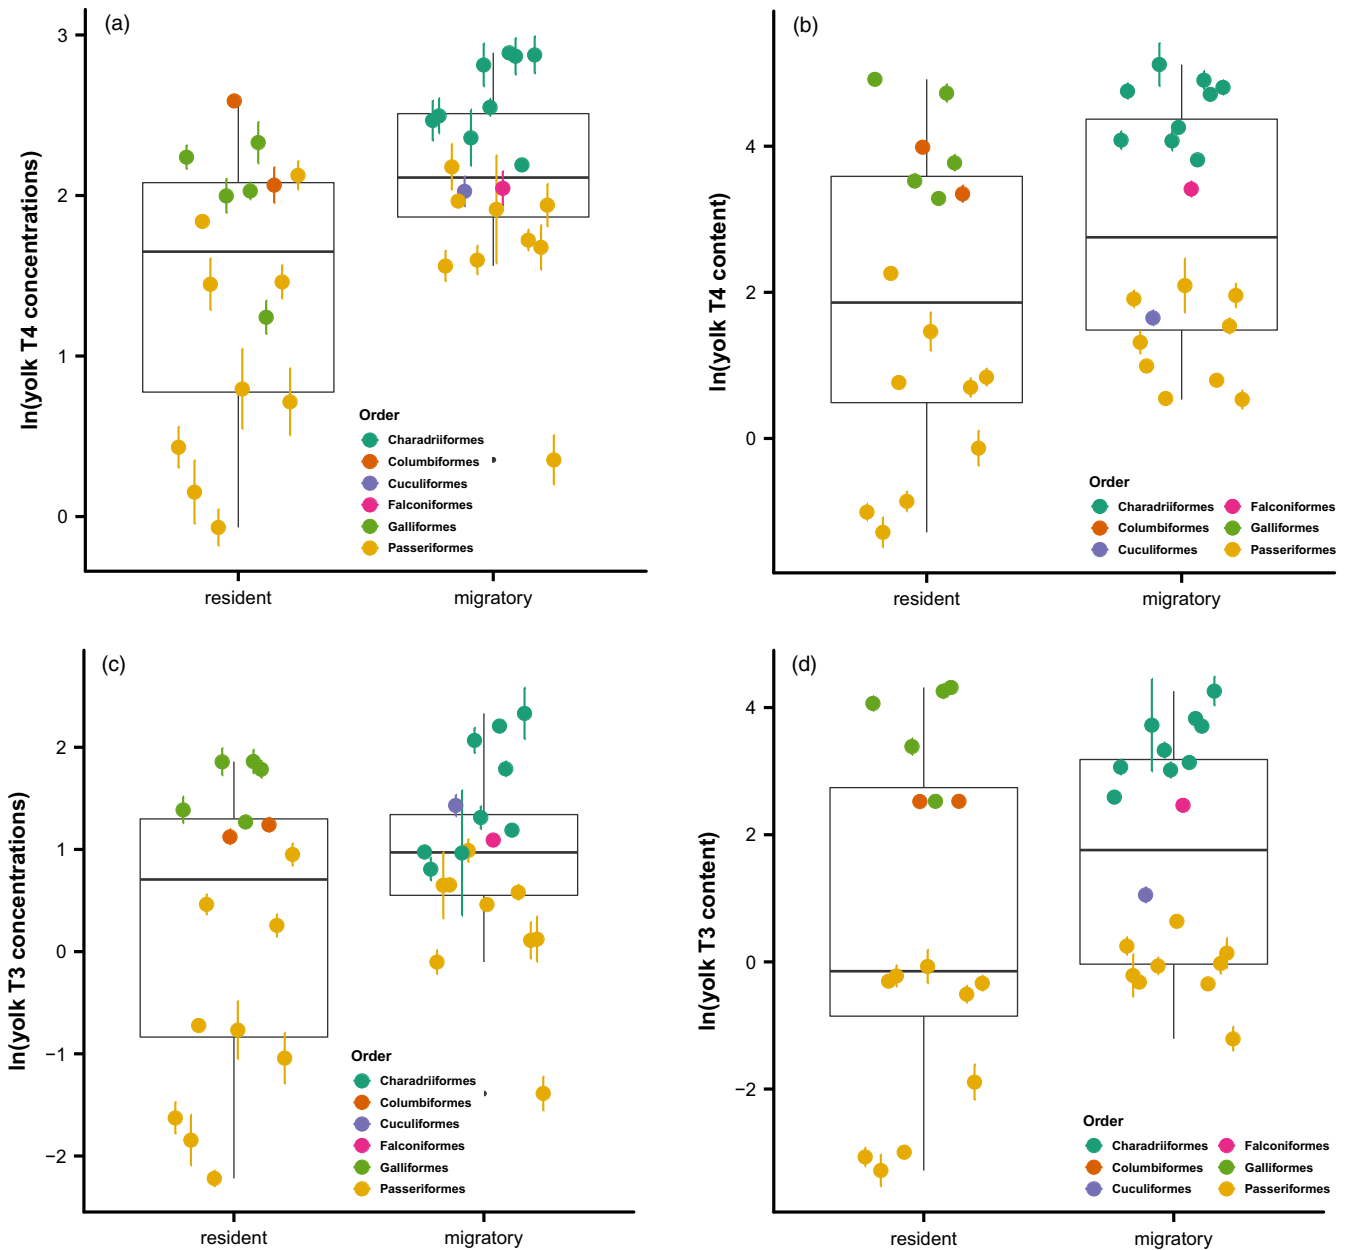 (a)
ln(yolk T4 concentrations)
3
2
1
0
Order
Charadriiformes
Columbiformes
Cuculiformes
Falconiformes
Galliformes
Passeriformes
resident migratory
(b)
ln(yolk T4 content)
4
2
0
Order
Charadriiformes Falconiformes
Columbiformes Galliformes
Cuculiformes Passeriformes
resident migratory
(c)
ln(yolk T3 concentrations)
2
1
0
−1
−2
Order
Charadriiformes
Columbiformes
Cuculiformes
Falconiformes
Galliformes
Passeriformes
resident migratory
(d)
ln(yolk T3 content)
4
2
0
−2
Order
Charadriiformes Falconiformes
Columbiformes Galliformes
Cuculiformes Passeriformes
resident migratory